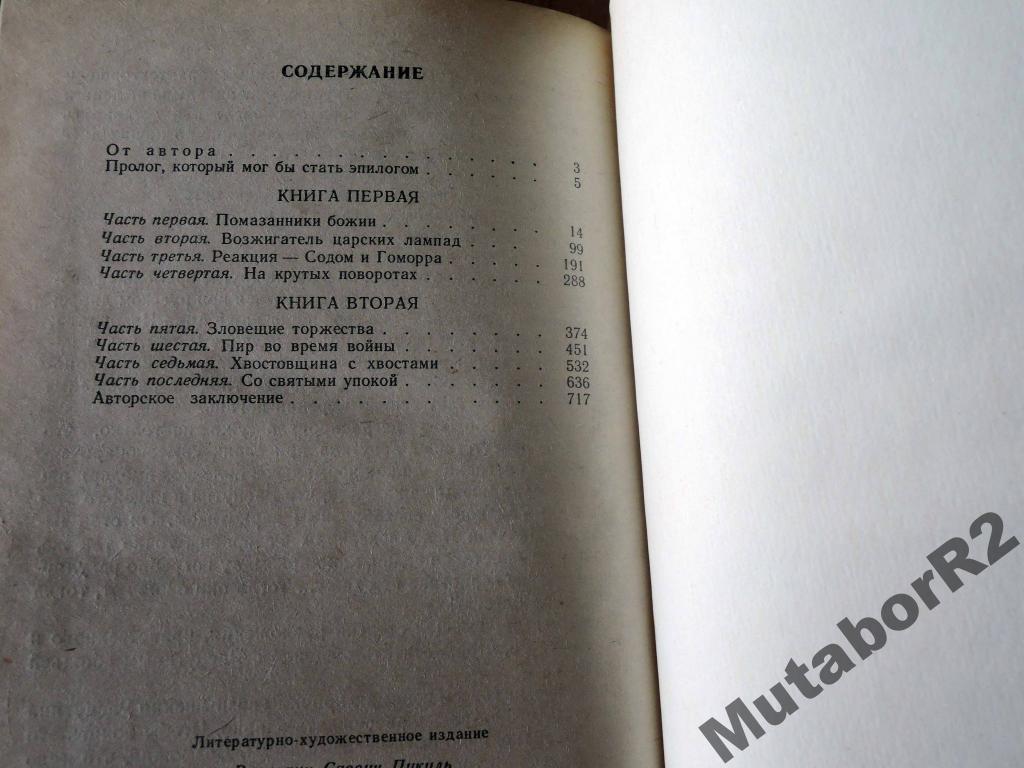 СОДЕРЖАНИЕ
От автора . . . . . . . . . . . . . . . 3
Пролог, который мог бы стать эпилогом . . . . . . 5
КНИГА ПЕРВАЯ
Часть первая. Помазанники божии . . . . . . . . 14
Часть вторая. Возжигатель царских лампад . . . . . 99
Часть третья. Реакция — Содом и Гоморра . . . . . . 191
Часть четвертая. На крутых поворотах . . . . . . . 288
КНИГА ВТОРАЯ
Часть пятая. Зловещие торжества . . . . . . . . 374
Часть шестая. Пир во время войны . . . . . . . . 451
Часть седьмая. Хвостовщина с хвостами . . . . . . 532
Часть последняя. Со святыми упокой . . . . . . . 636
Авторское заключение . . . . . . . . . . . . 717
Литературно-художественное издание
Саввич Пикуль
MutaborR2